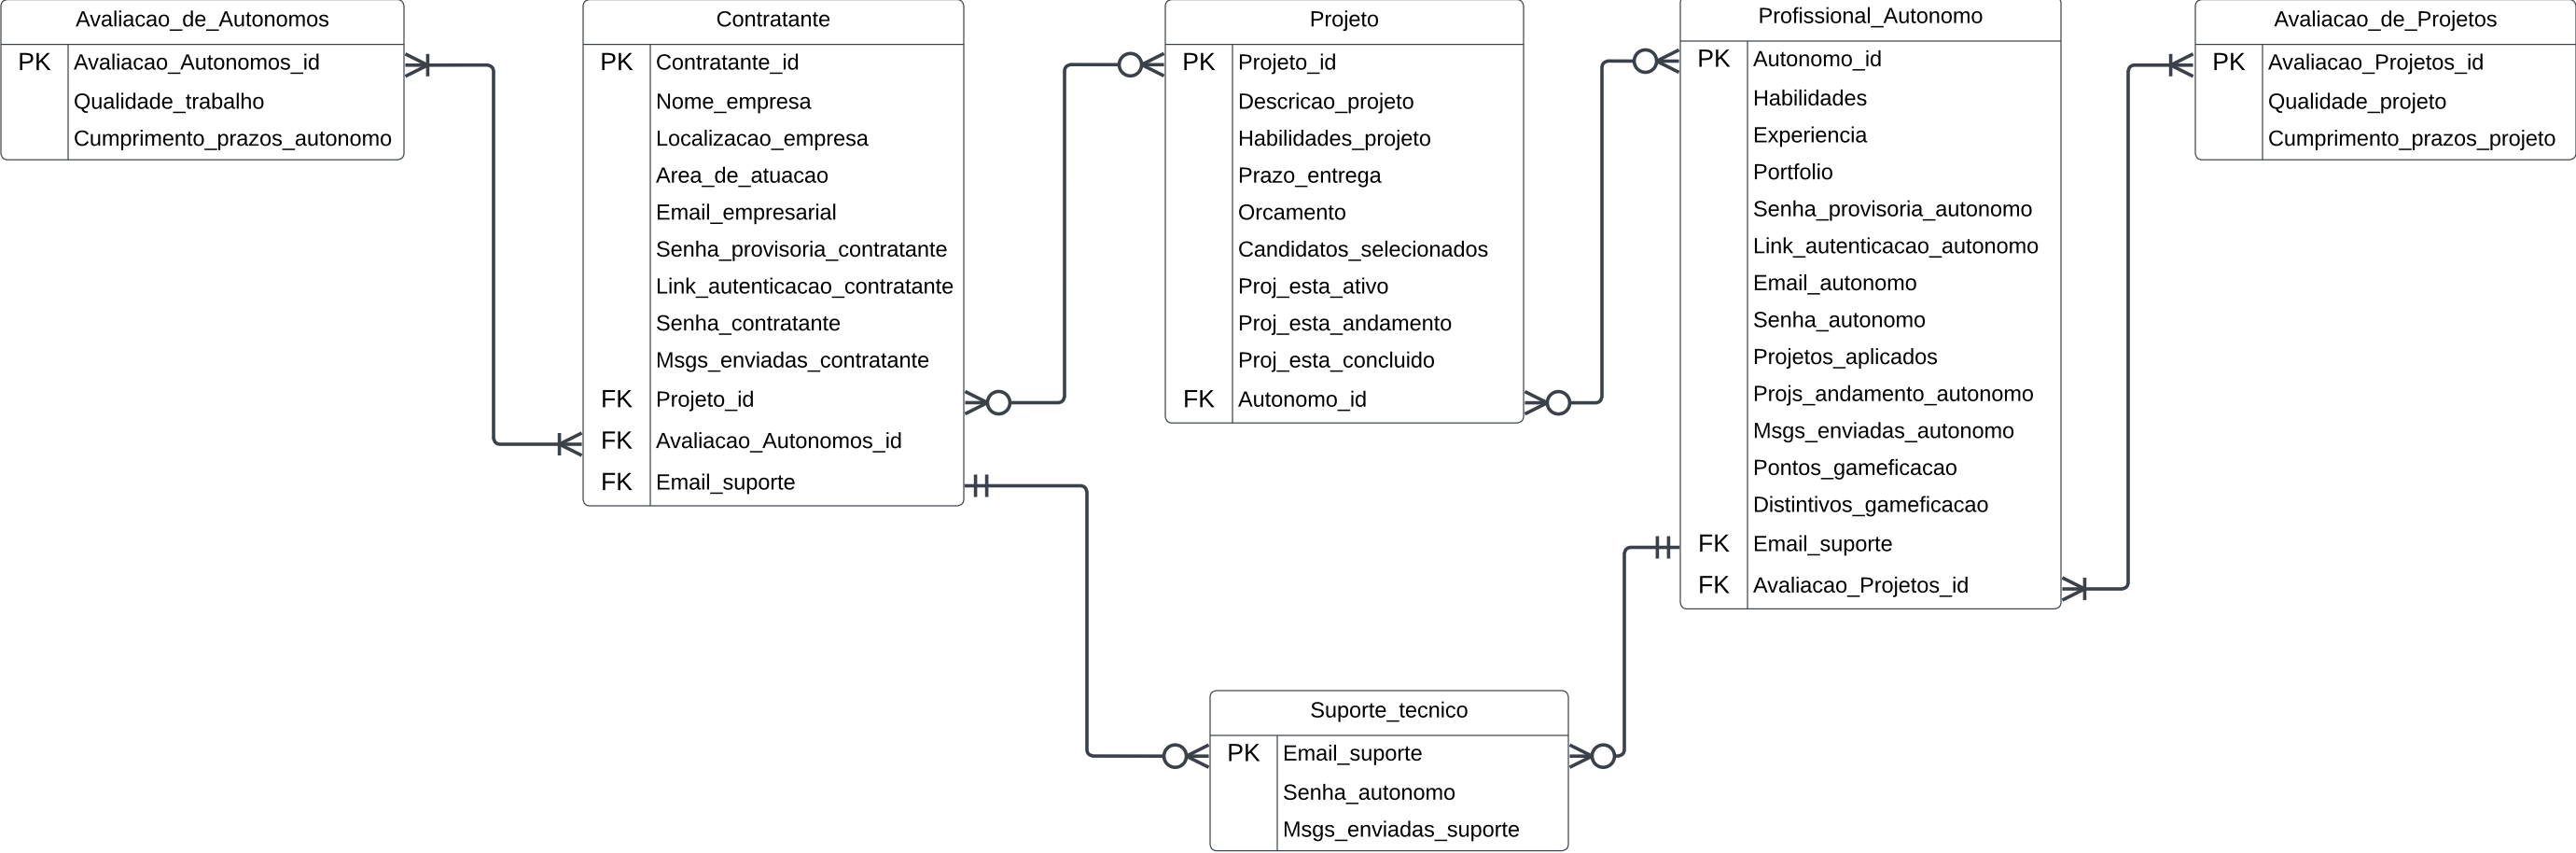 Avaliacao_de_Autonomos
PK Avaliacao_Autonomos_id
Qualidade_trabalho
Cumprimento_prazos_autonomo
Contratante
PK Contratante_id
Nome_empresa
Localizacao_empresa
Area_de_atuacao
Email_empresarial
Senha_provisoria_contratante
Link_autenticacao_contratante
Senha_contratante
Msgs_enviadas_contratante
FK Projeto_id
FK Avaliacao_Autonomos_id
FK Email_suporte
Projeto
PK Projeto_id
Descricao_projeto
Habilidades_projeto
Prazo_entrega
Orcamento
Candidatos_selecionados
Proj_esta_ativo
Proj_esta_andamento
Proj_esta_concluido
FK Autonomo_id
Profissional_Autonomo
PK Autonomo_id
Habilidades
Experiencia
Portfolio
Senha_provisoria_autonomo
Link_autenticacao_autonomo
Email_autonomo
Senha_autonomo
Projetos_aplicados
Projs_andamento_autonomo
Msgs_enviadas_autonomo
Pontos_gameficacao
Distintivos_gameficacao
FK Email_suporte
FK Avaliacao_Projetos_id
Avaliacao_de_Projetos
PK Avaliacao_Projetos_id
Qualidade_projeto
Cumprimento_prazos_projeto
Suporte_tecnico
PK Email_suporte
Senha_autonomo
Msgs_enviadas_suporte